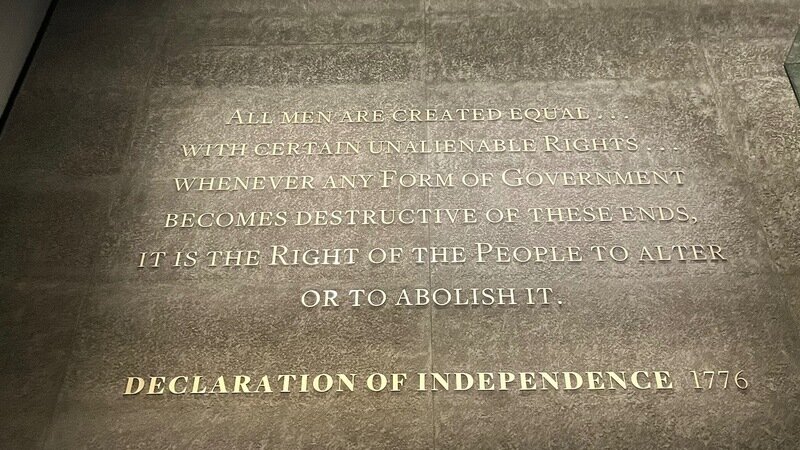 ALL MEN ARE CREATED EQUAL . . .
WITH CERTAIN UNALIENABLE RIGHTS . . .
WHENEVER ANY FORM OF GOVERNMENT
BECOMES DESTRUCTIVE OF THESE ENDS,
IT IS THE RIGHT OF THE PEOPLE TO ALTER
OR TO ABOLISH IT.
DECLARATION OF INDEPENDENCE 1776